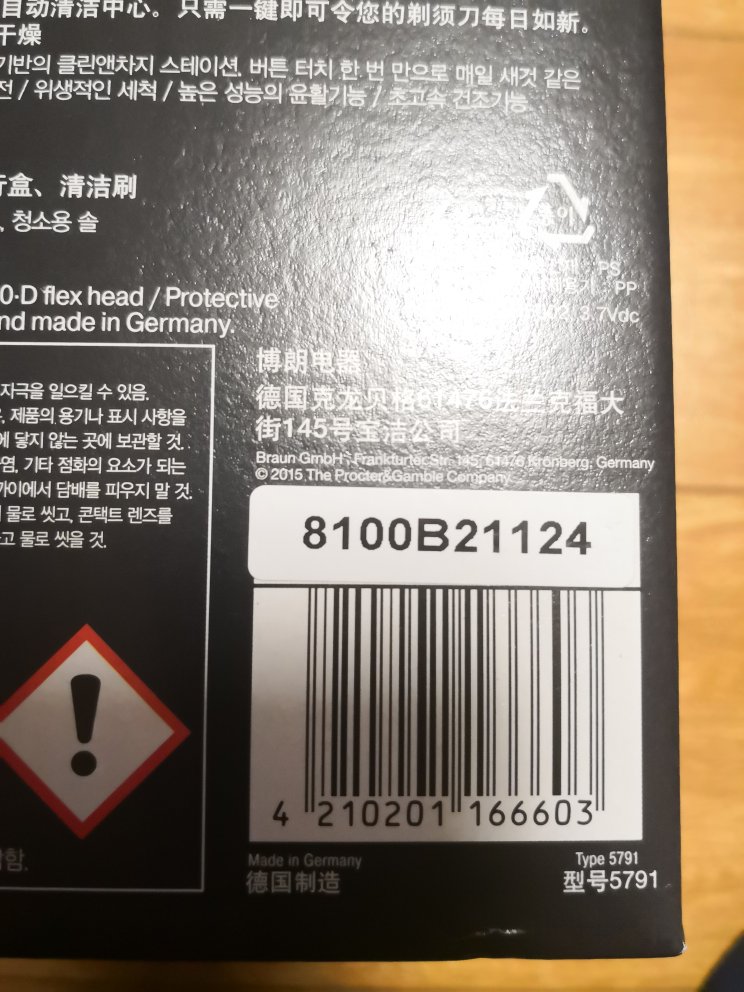 自动清洁中心。只需一键即可令您的剃须刀每日如新。
干燥
기반의 클린앤차지 스테이션. 버튼 터치 한 번 만으로 매일 새것 같은
전 / 위생적인 세척 / 높은 성능의 윤활기능 / 초고속 건조기능
行盒、清洁刷
, 청소용 솔
종이
PS
PP
3.7Vdc
0·D flex head / Protective
nd made in Germany.
자극을 일으킬 수 있음.
제품의 용기나 표시 사항을
에 닿지 않는 곳에 보관할 것.
염, 기타 점화의 요소가 되는
까이에서 담배를 피우지 말 것.
물로 씻고, 콘택트 렌즈를
고 물로 씻을 것.
함.
博朗电器
德国克龙贝格61476法兰克福大
街145号宝洁公司
Braun GmbH, Frankfurter Str. 145, 61476 Kronberg, Germany
© 2015 The Procter&Gamble Company
8100B21124
4 210201 166603
Made in Germany
德国制造
Type 5791
型号5791